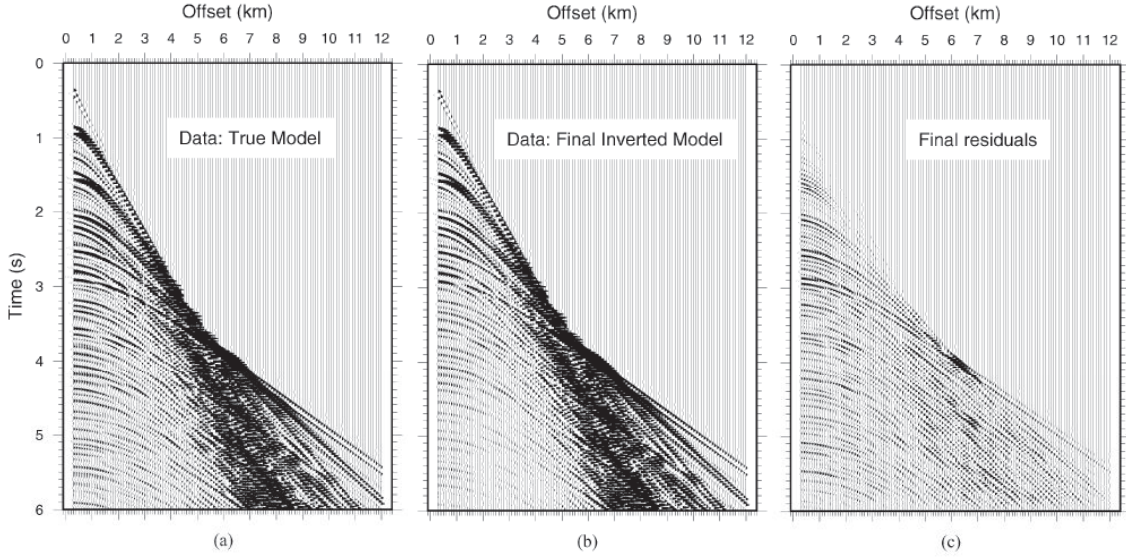 Offset (km)
0 1 2 3 4 5 6 7 8 9 10 11 12
Offset (km)
0 1 2 3 4 5 6 7 8 9 10 11 12
Offset (km)
0 1 2 3 4 5 6 7 8 9 10 11 12
Time (s)
0
1
2
3
4
5
6
Data: True Model
Data: Final Inverted Model
Final residuals
(a)
(b)
(c)